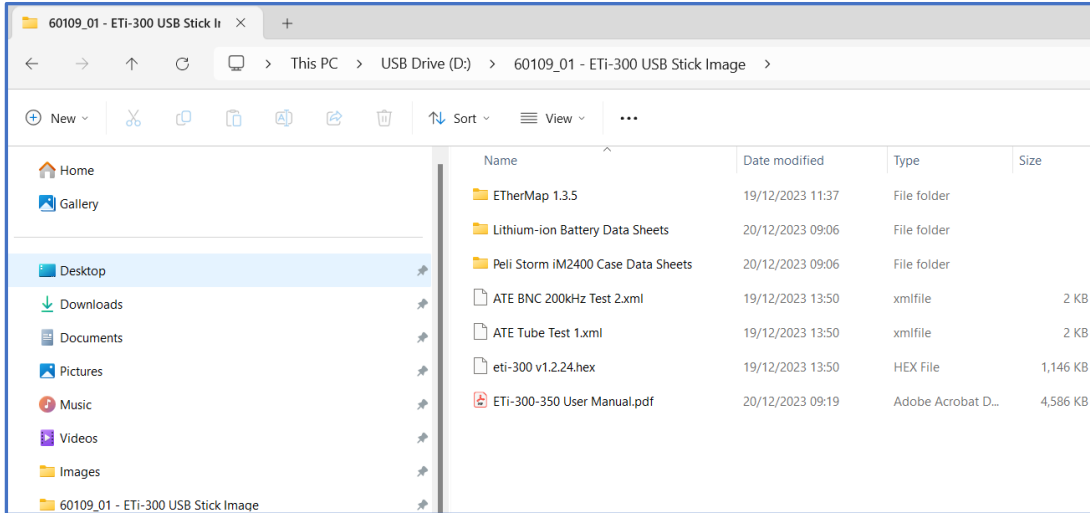 60109_01 - ETi-300 USB Stick Ir
This PC > USB Drive (D:) > 60109_01 - ETi-300 USB Stick Image >
New Sort View
Name Date modified Type Size
Home
Gallery
Desktop
Downloads
Documents
Pictures
Music
Videos
Images
60109_01 - ETi-300 USB Stick Image
ETherMap 1.3.5 19/12/2023 11:37 File folder
Lithium-ion Battery Data Sheets 20/12/2023 09:06 File folder
Peli Storm iM2400 Case Data Sheets 20/12/2023 09:06 File folder
ATE BNC 200kHz Test 2.xml 19/12/2023 13:50 xmlfile 2 KB
ATE Tube Test 1.xml 19/12/2023 13:50 xmlfile 2 KB
eti-300 v1.2.24.hex 19/12/2023 13:50 HEX File 1,146 KB
ETi-300-350 User Manual.pdf 20/12/2023 09:19 Adobe Acrobat D... 4,586 KB